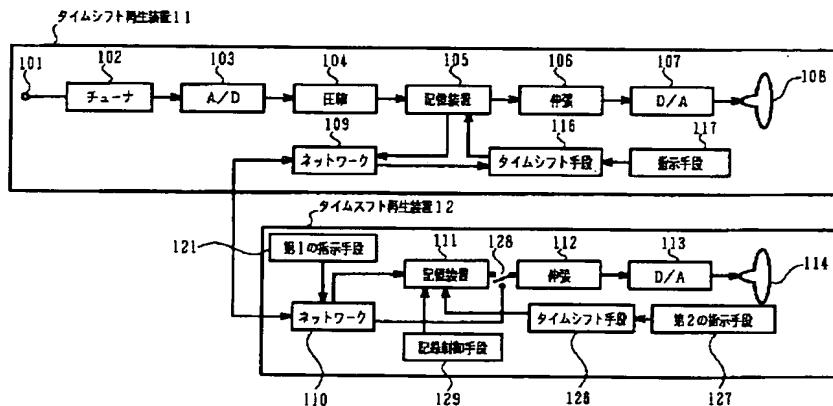 タイムシフト再生装置11
101
102
103
104
105
106
107
108
チューナ
A/D
圧縮
記憶装置
伸張
D/A
109
116
117
ネットワーク
タイムシフト手段
指示手段
タイムスフト再生装置12
121
第1の指示手段
111
128
112
113
114
記憶装置
伸張
D/A
ネットワーク
タイムシフト手段
第2の指示手段
記録制御手段
110
129
126
127